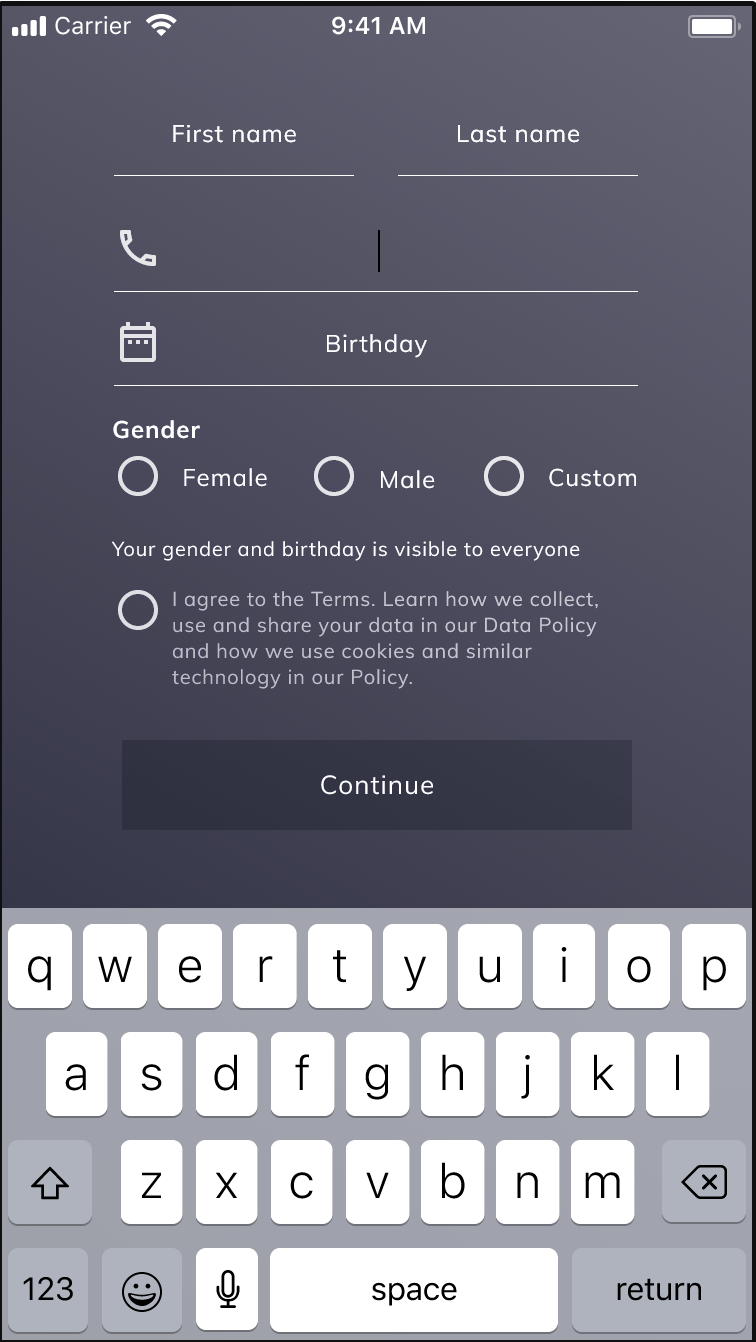 Carrier 9:41 AM
First name Last name
Birthday
Gender
Female Male Custom
Your gender and birthday is visible to everyone
I agree to the Terms. Learn how we collect,
use and share your data in our Data Policy
and how we use cookies and similar
technology in our Policy.
Continue
q w e r t y u i o p
a s d f g h j k l
z x c v b n m
123 space return